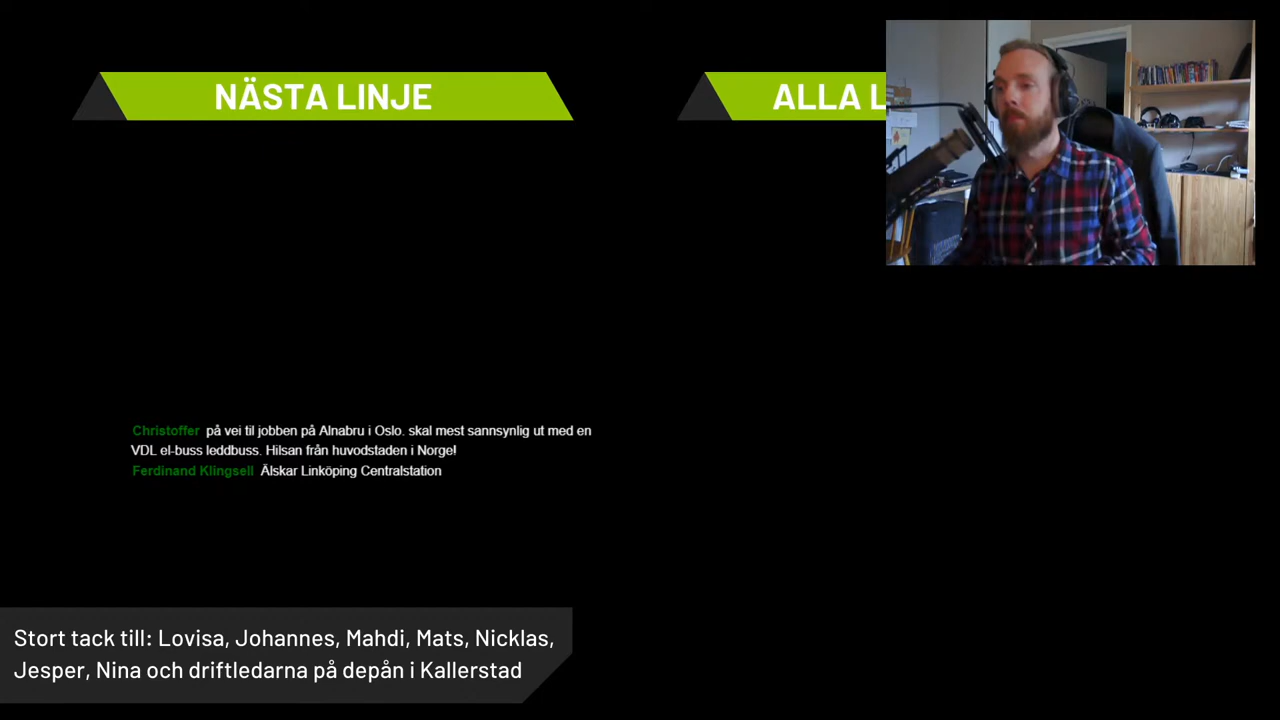 NÄSTA LINJE
ALLA L
Christoffer på vei til jobben på Alnabru i Oslo. skal mest sannsynlig ut med en
VDL el-buss leddbuss. Hilsan från huvodstaden i Norge!
Ferdinand Klingsell Älskar Linköping Centralstation
Stort tack till: Lovisa, Johannes, Mahdi, Mats, Nicklas,
Jesper, Nina och driftledarna på depån i Kallerstad